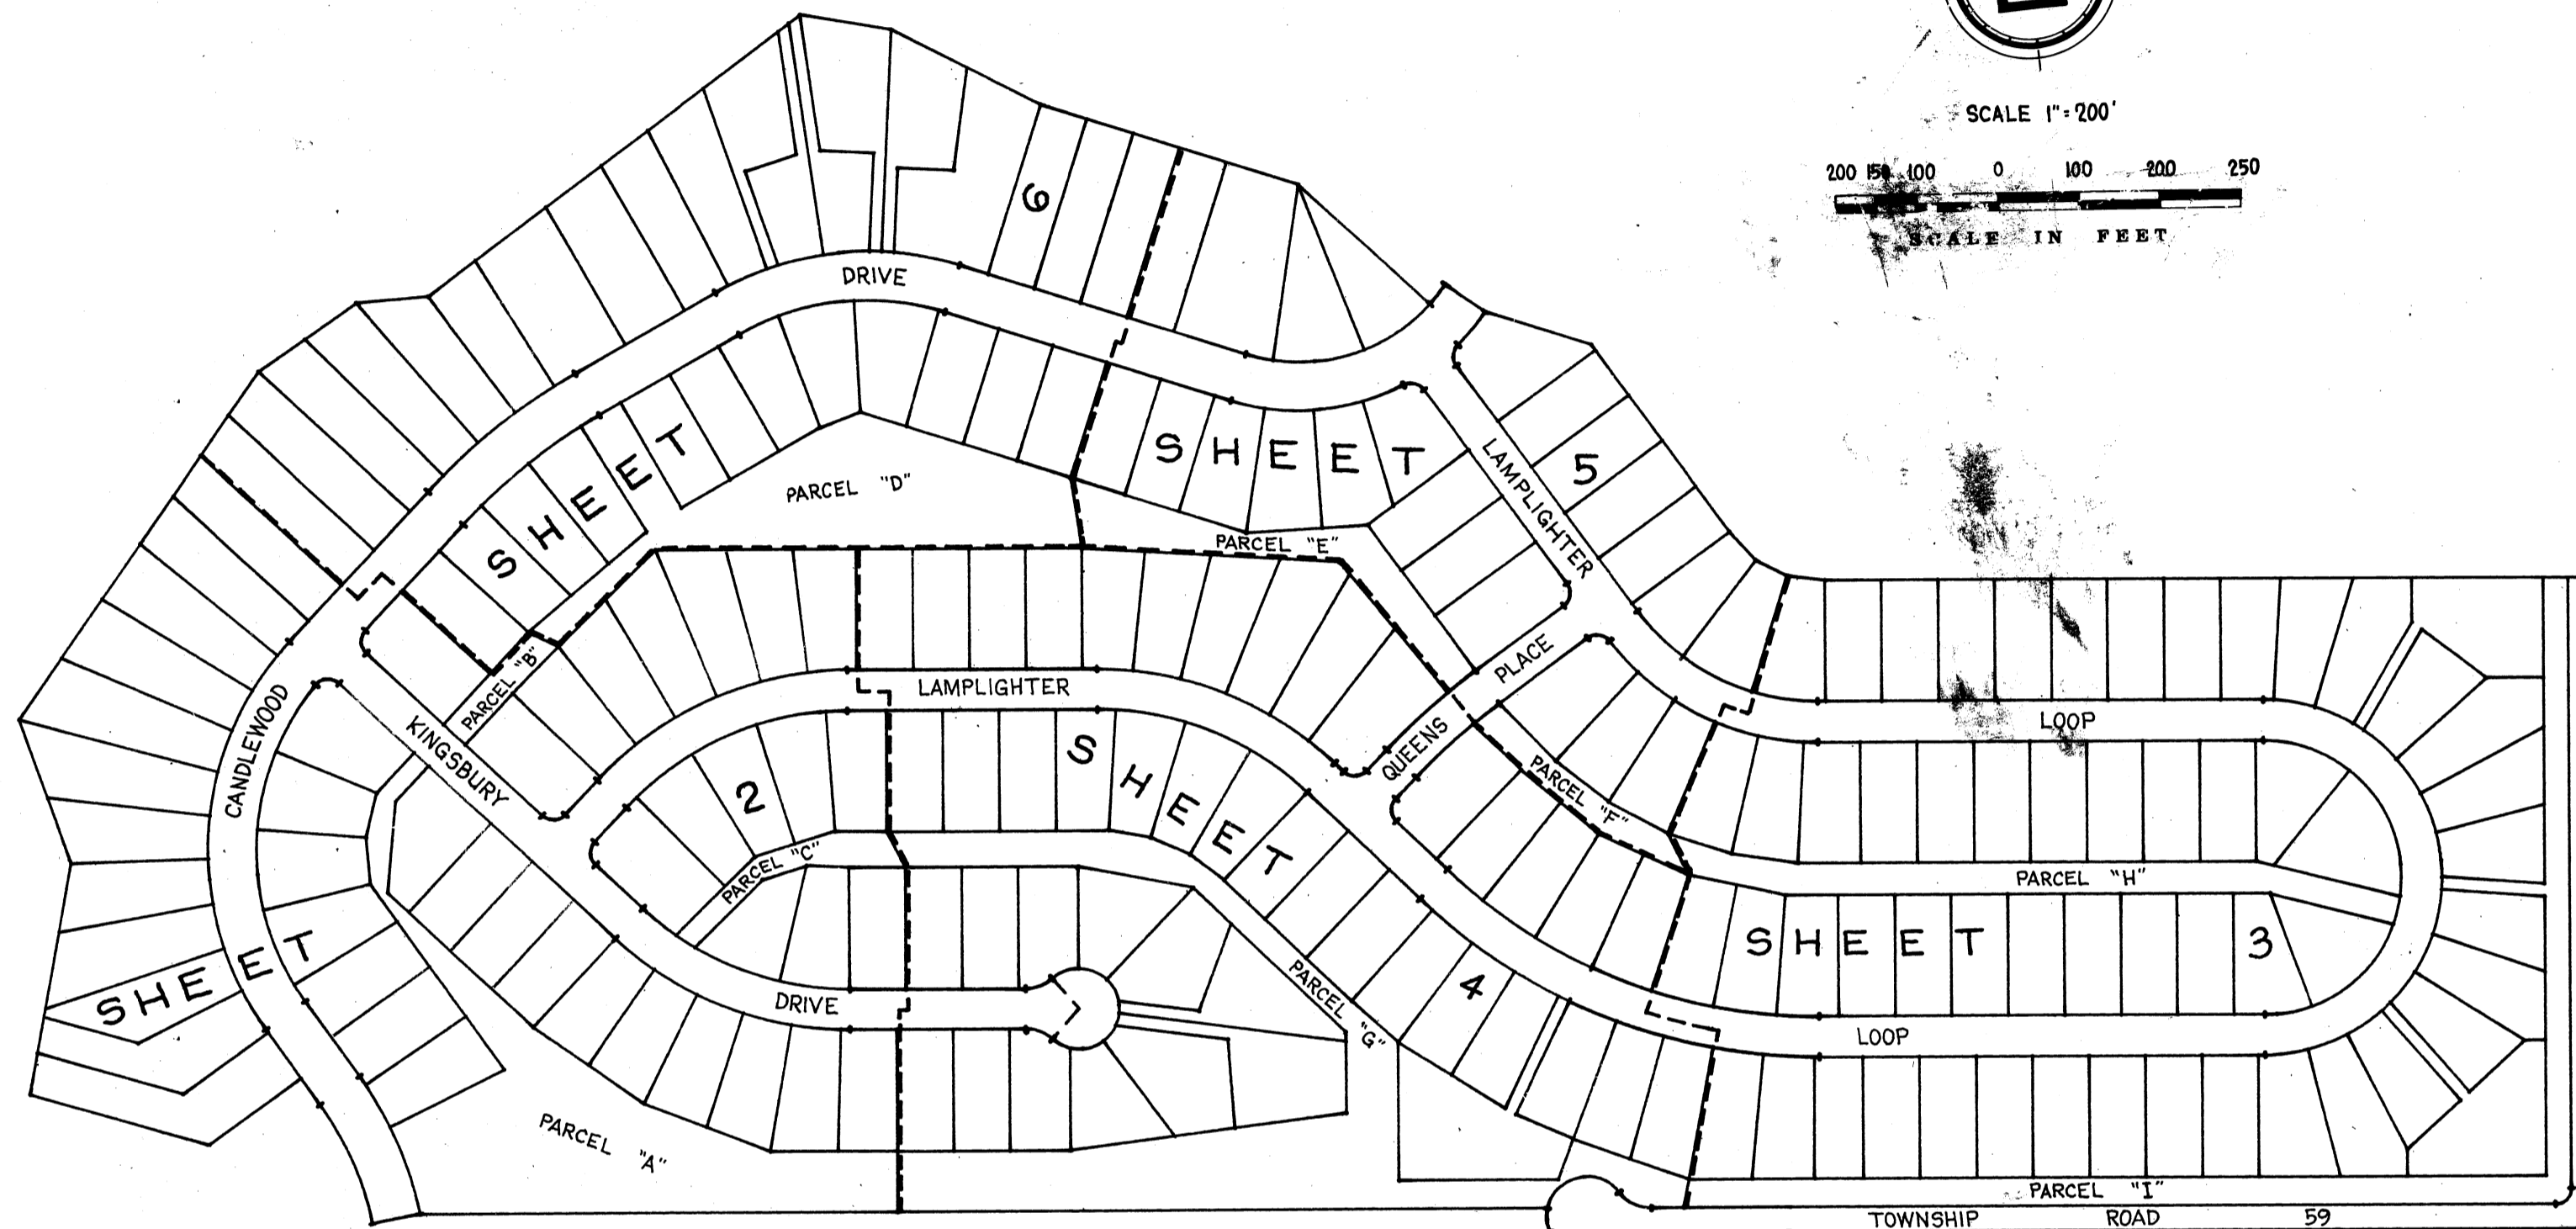 SCALE 1"=200'
200 150 100 0 100 200 250
SCALE IN FEET
6
DRIVE
SHEET
SHEET
5
PARCEL "D"
LAMPLIGHTER
PARCEL "E"
PARCEL "B"
PLACE
LAMPLIGHTER
QUEENS
LOOP
CANDLEWOOD
KINGSBURY
2
SHEET
PARCEL "F"
PARCEL "C"
PARCEL "H"
SHEET
SHEET 3
4
PARCEL "G"
DRIVE
LOOP
PARCEL "A"
PARCEL "I"
TOWNSHIP ROAD 59